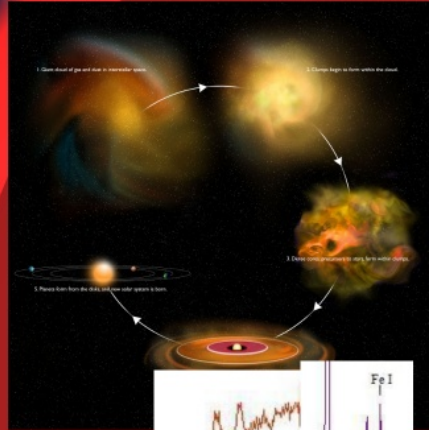 1. Giant cloud of gas and dust in interstellar space.
2. Clumps begin to form within the cloud.
3. Dense cores, precursors to stars, form within clumps.
5. Planets form from the disks, and new solar system is born.
Fe I